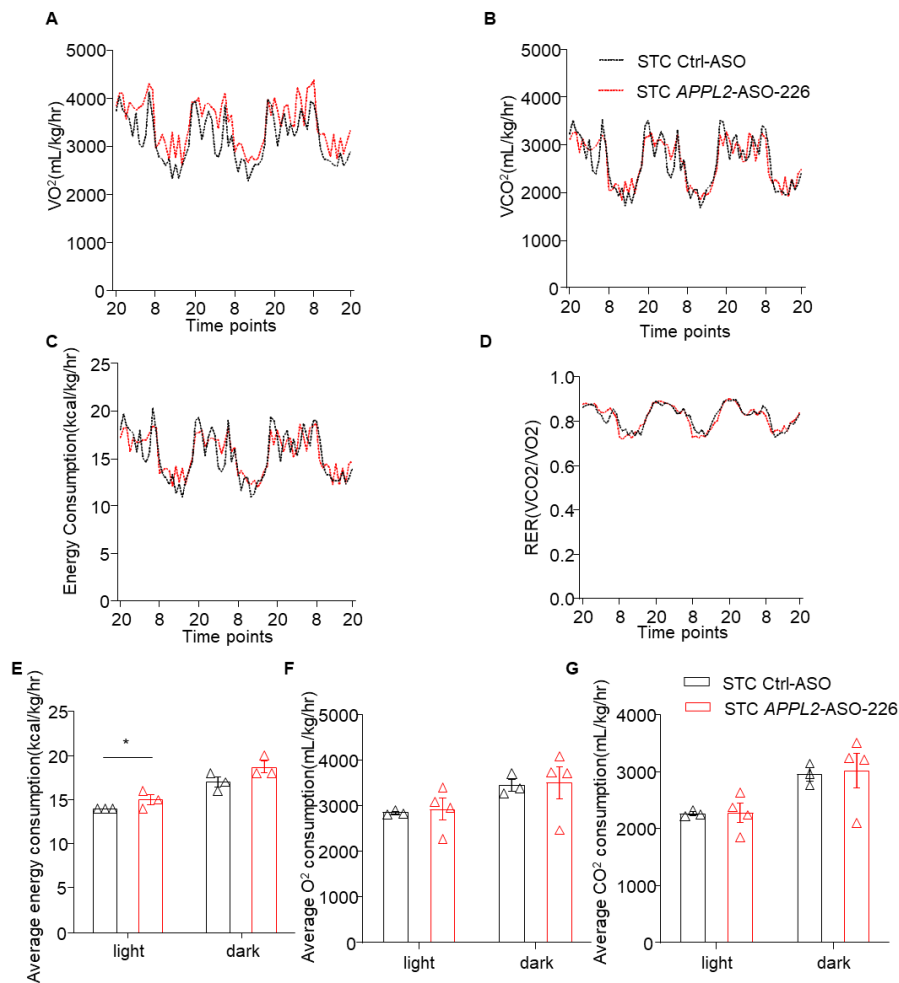 A
VO²(mL/kg/hr)
5000
4000
3000
2000
1000
0
20 8 20 8 20 8 20
Time points
B
STC Ctrl-ASO
STC APPL2-ASO-226
VCO²(mL/kg/hr)
5000
4000
3000
2000
1000
0
20 8 20 8 20 8 20
Time points
C
Energy Consumption(kcal/kg/hr)
25
20
15
10
5
0
20 8 20 8 20 8 20
Time points
D
RER(VCO2/VO2)
1.0
0.8
0.6
0.4
0.2
0.0
20 8 20 8 20 8 20
Time points
E
Average energy consumption(kcal/kg/hr)
25
20
15
10
5
0
*
light dark
F
Average O² consumption(mL/kg/hr)
5000
4000
3000
2000
1000
0
light dark
G
STC Ctrl-ASO
STC APPL2-ASO-226
Average CO² consumption(mL/kg/hr)
4000
3000
2000
1000
0
light dark